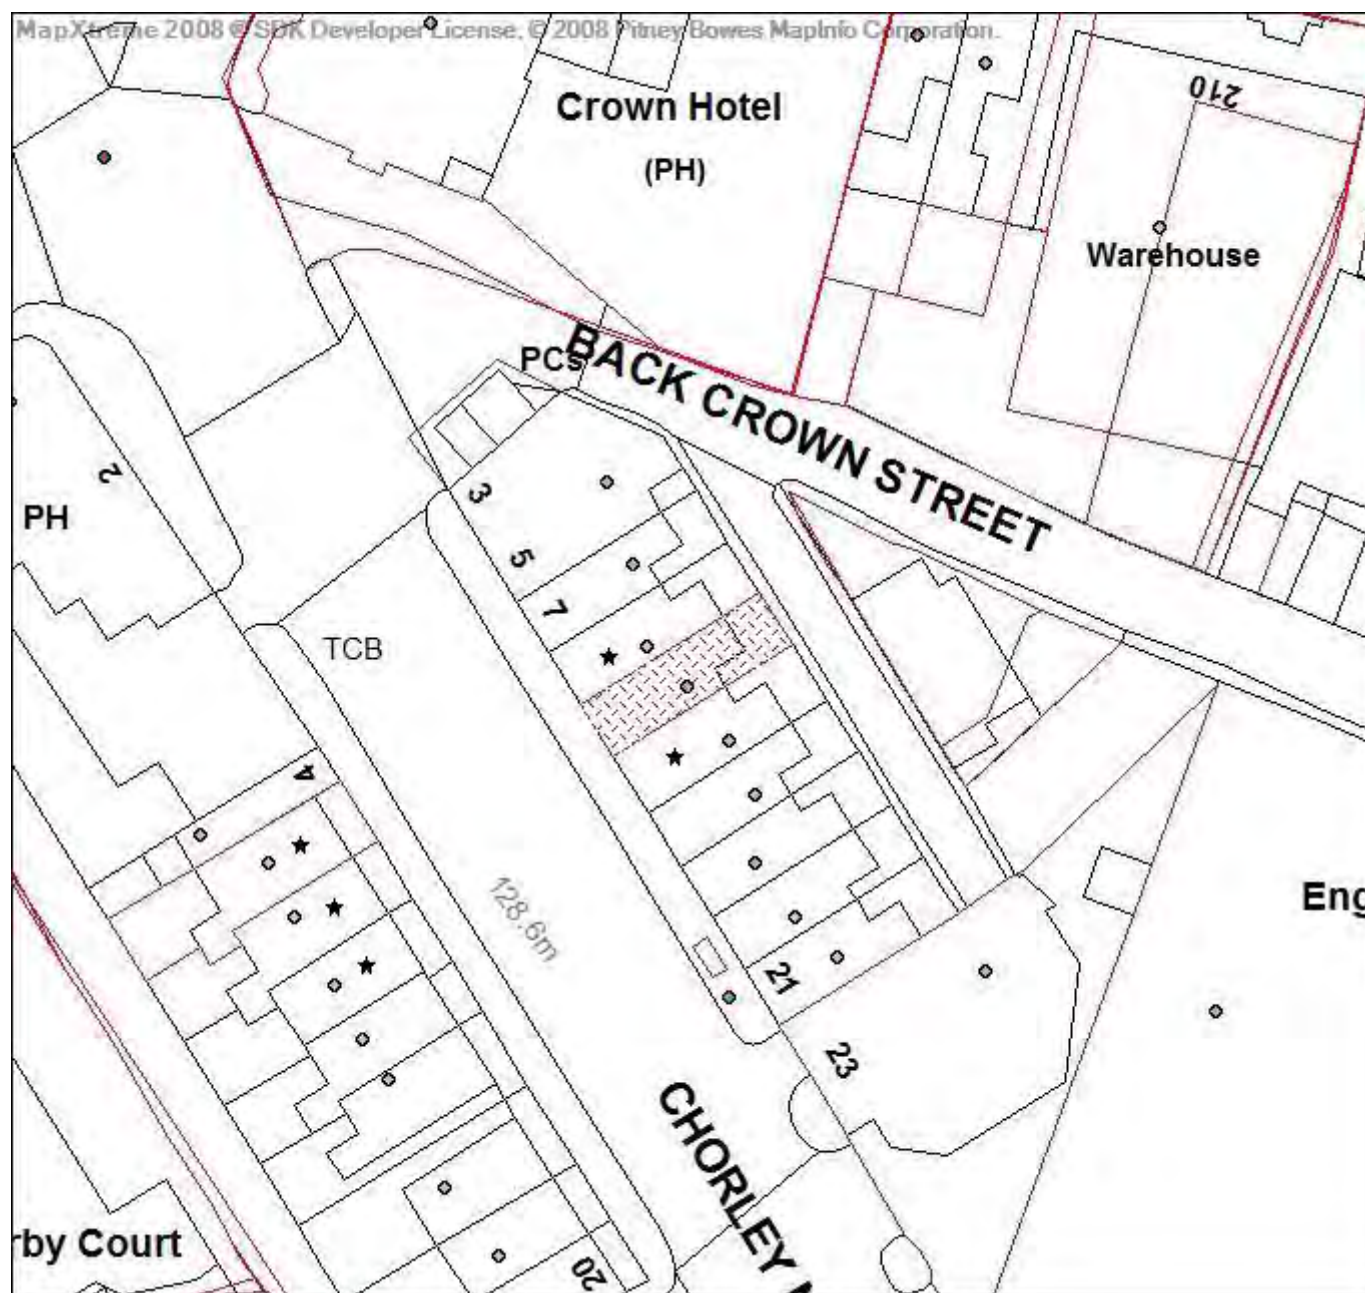 MapXtreme 2008 ® SDK Developer License. © 2008 Pitney Bowes MapInfo Corporation.
Crown Hotel
(PH)
210
Warehouse
PCs
BACK CROWN STREET
2
PH
3
5
7
TCB
4
128.6m
Eng
21
23
CHORLEY
rby Court
20